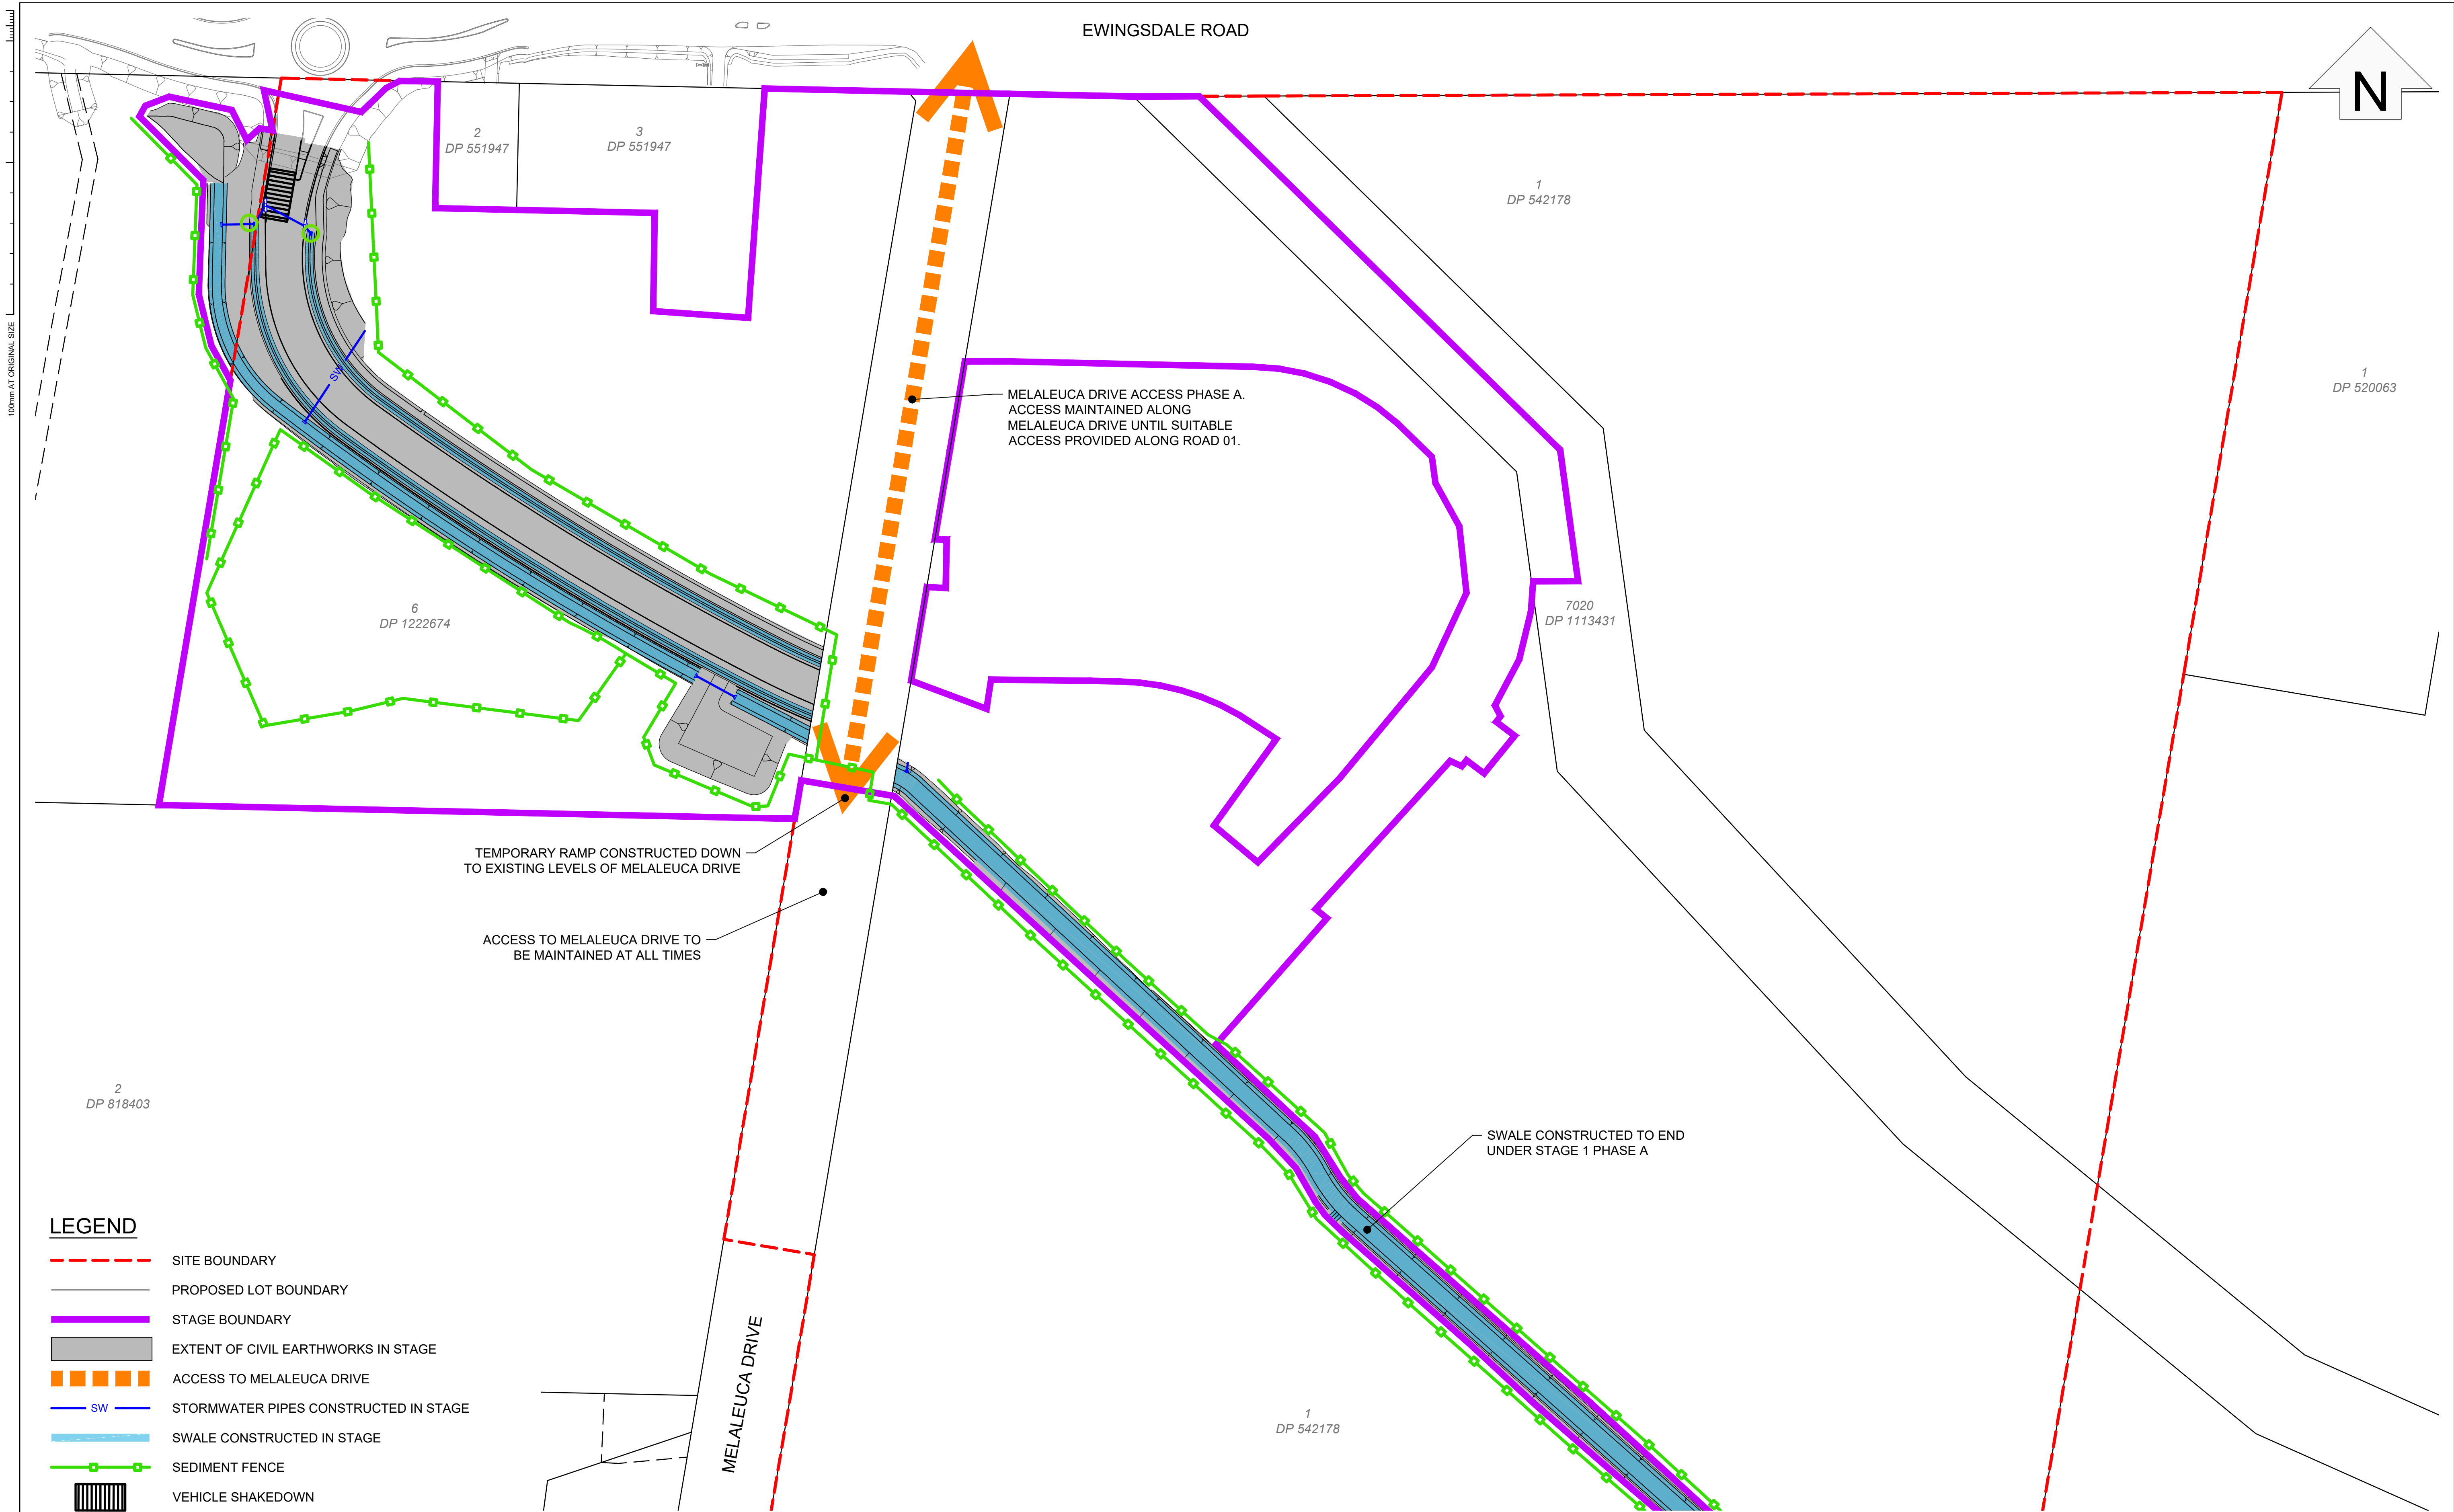 EWINGSDALE ROAD
N
100mm AT ORIGINAL SIZE
2
DP 551947
3
DP 551947
1
DP 542178
1
DP 520063
SW
MELALEUCA DRIVE ACCESS PHASE A.
ACCESS MAINTAINED ALONG
MELALEUCA DRIVE UNTIL SUITABLE
ACCESS PROVIDED ALONG ROAD 01.
6
DP 1222674
7020
DP 1113431
TEMPORARY RAMP CONSTRUCTED DOWN
TO EXISTING LEVELS OF MELALEUCA DRIVE
ACCESS TO MELALEUCA DRIVE TO
BE MAINTAINED AT ALL TIMES
2
DP 818403
SWALE CONSTRUCTED TO END
UNDER STAGE 1 PHASE A
1
DP 542178
MELALEUCA DRIVE
LEGEND
SITE BOUNDARY
PROPOSED LOT BOUNDARY
STAGE BOUNDARY
EXTENT OF CIVIL EARTHWORKS IN STAGE
ACCESS TO MELALEUCA DRIVE
SW STORMWATER PIPES CONSTRUCTED IN STAGE
SWALE CONSTRUCTED IN STAGE
SEDIMENT FENCE
VEHICLE SHAKEDOWN